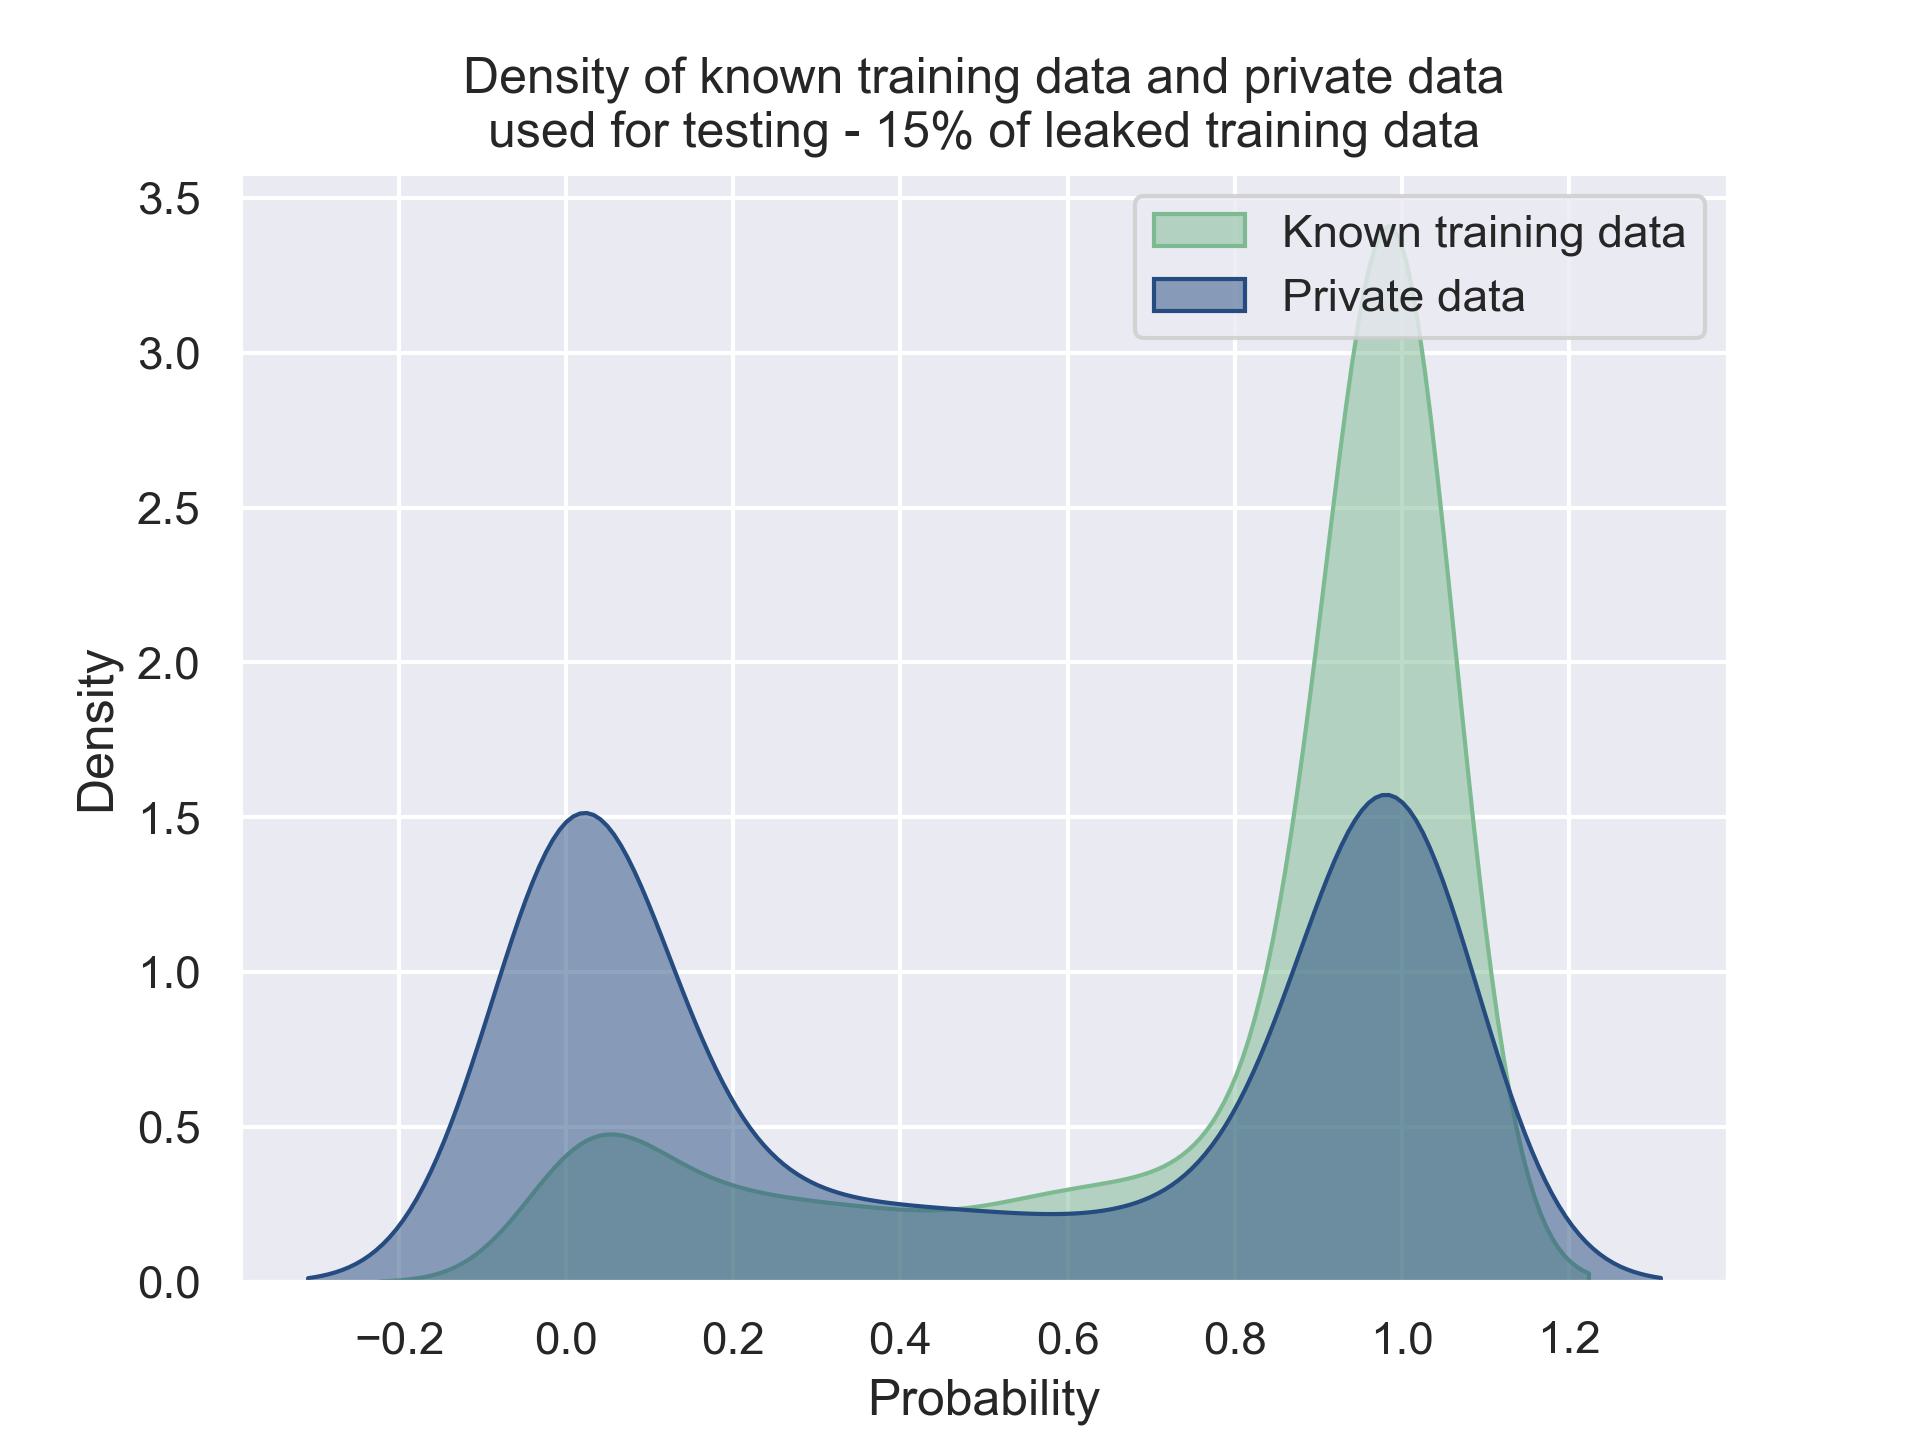 Density of known training data and private data
used for testing - 15% of leaked training data
Known training data
Private data
3.5
3.0
2.5
2.0
1.5
1.0
0.5
0.0
Density
−0.2 0.0 0.2 0.4 0.6 0.8 1.0 1.2
Probability